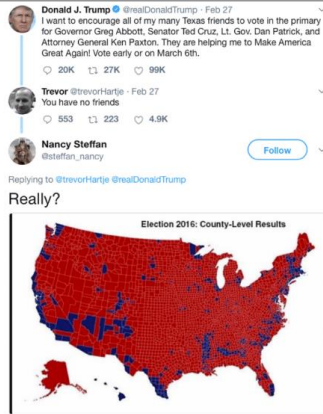 Donald J. Trump @realDonaldTrump · Feb 27
I want to encourage all of my many Texas friends to vote in the primary
for Governor Greg Abbott, Senator Ted Cruz, Lt. Gov. Dan Patrick, and
Attorney General Ken Paxton. They are helping me to Make America
Great Again! Vote early or on March 6th.
20K 27K 99K
Trevor @trevorHartje · Feb 27
You have no friends
553 223 4.9K
Nancy Steffan
@steffan_nancy
Follow
Replying to @trevorHartje @realDonaldTrump
Really?
Election 2016: County-Level Results